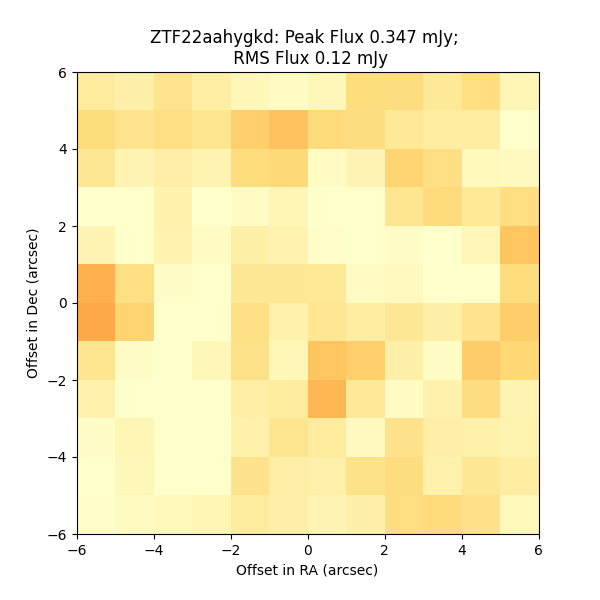 ZTF22aahygkd: Peak Flux 0.347 mJy;
RMS Flux 0.12 mJy
6
4
2
0
−2
−4
−6
Offset in Dec (arcsec)
−6 −4 −2 0 2 4 6
Offset in RA (arcsec)